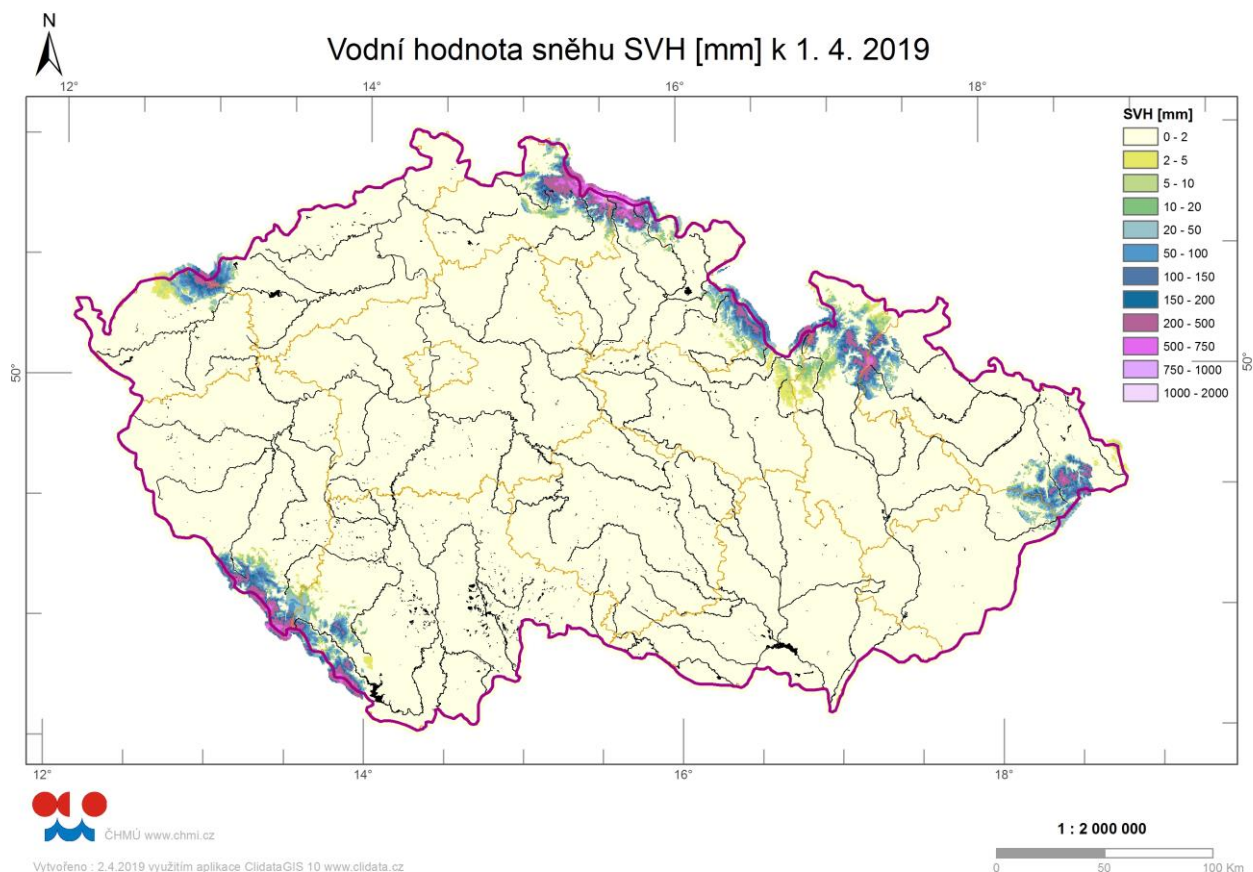 N
Vodní hodnota sněhu SVH [mm] k 1. 4. 2019
12° 14° 16° 18°
SVH [mm]
0 - 2
2 - 5
5 - 10
10 - 20
20 - 50
50 - 100
100 - 150
150 - 200
200 - 500
500 - 750
750 - 1000
1000 - 2000
50° 50°
12° 14° 16° 18°
ČHMÚ www.chmi.cz
1 : 2 000 000
Vytvořeno : 2.4.2019 využitím aplikace ClidataGIS 10 www.clidata.cz
0 50 100 Km